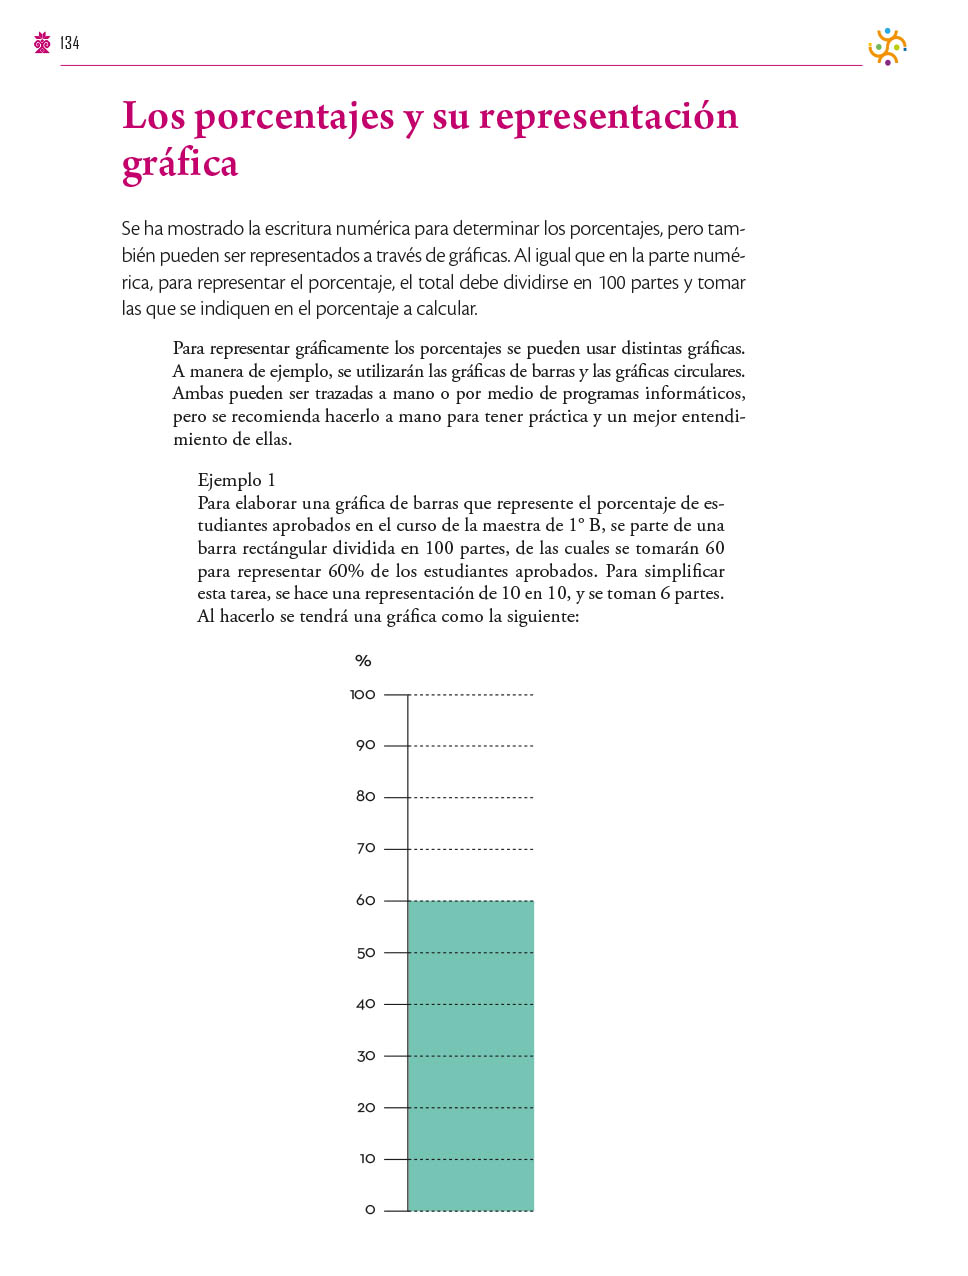 134
Los porcentajes y su representación
gráfica
Se ha mostrado la escritura numérica para determinar los porcentajes, pero tam-
bién pueden ser representados a través de gráficas. Al igual que en la parte numé-
rica, para representar el porcentaje, el total debe dividirse en 100 partes y tomar
las que se indiquen en el porcentaje a calcular.
Para representar gráficamente los porcentajes se pueden usar distintas gráficas.
A manera de ejemplo, se utilizarán las gráficas de barras y las gráficas circulares.
Ambas pueden ser trazadas a mano o por medio de programas informáticos,
pero se recomienda hacerlo a mano para tener práctica y un mejor entendi-
miento de ellas.
Ejemplo 1
Para elaborar una gráfica de barras que represente el porcentaje de es-
tudiantes aprobados en el curso de la maestra de 1° B, se parte de una
barra rectángular dividida en 100 partes, de las cuales se tomarán 60
para representar 60% de los estudiantes aprobados. Para simplificar
esta tarea, se hace una representación de 10 en 10, y se toman 6 partes.
Al hacerlo se tendrá una gráfica como la siguiente:
%
100
90
80
70
60
50
40
30
20
10
0